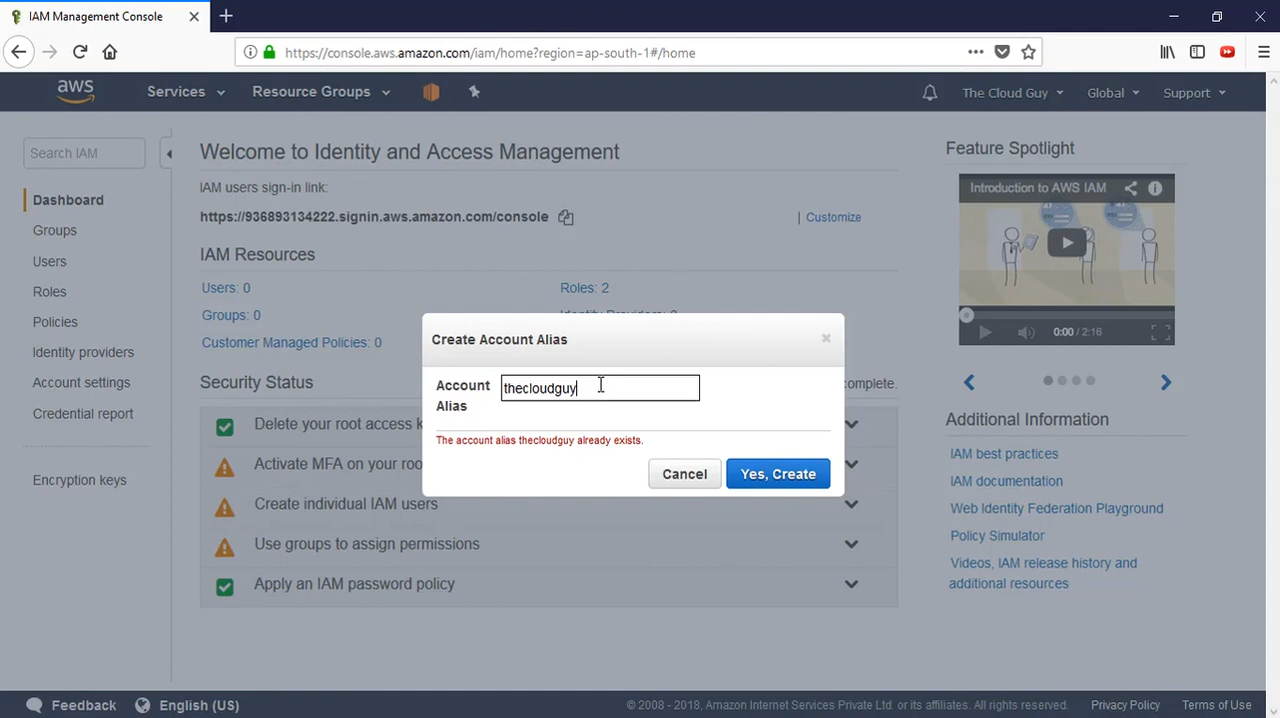 IAM Management Console
https://console.aws.amazon.com/iam/home?region=ap-south-1#/home
aws
Services
Resource Groups
The Cloud Guy
Global
Support
Search IAM
Dashboard
Groups
Users
Roles
Policies
Identity providers
Account settings
Credential report
Encryption keys
Welcome to Identity and Access Management
IAM users sign-in link:
https://936893134222.signin.aws.amazon.com/console
| Customize
IAM Resources
Users: 0
Roles: 2
Groups: 0
Customer Managed Policies: 0
Security Status
complete.
Delete your root access k
Activate MFA on your roo
Create individual IAM users
Use groups to assign permissions
Apply an IAM password policy
Create Account Alias
Account
Alias
thecloudguy
The account alias thecloudguy already exists.
Cancel
Yes, Create
Feature Spotlight
Introduction to AWS IAM
0:00 / 2:16
Additional Information
IAM best practices
IAM documentation
Web Identity Federation Playground
Policy Simulator
Videos, IAM release history and
additional resources
Feedback
English (US)
© 2008 - 2018, Amazon Internet Services Private Ltd. or its affiliates. All rights reserved.
Privacy Policy
Terms of Use